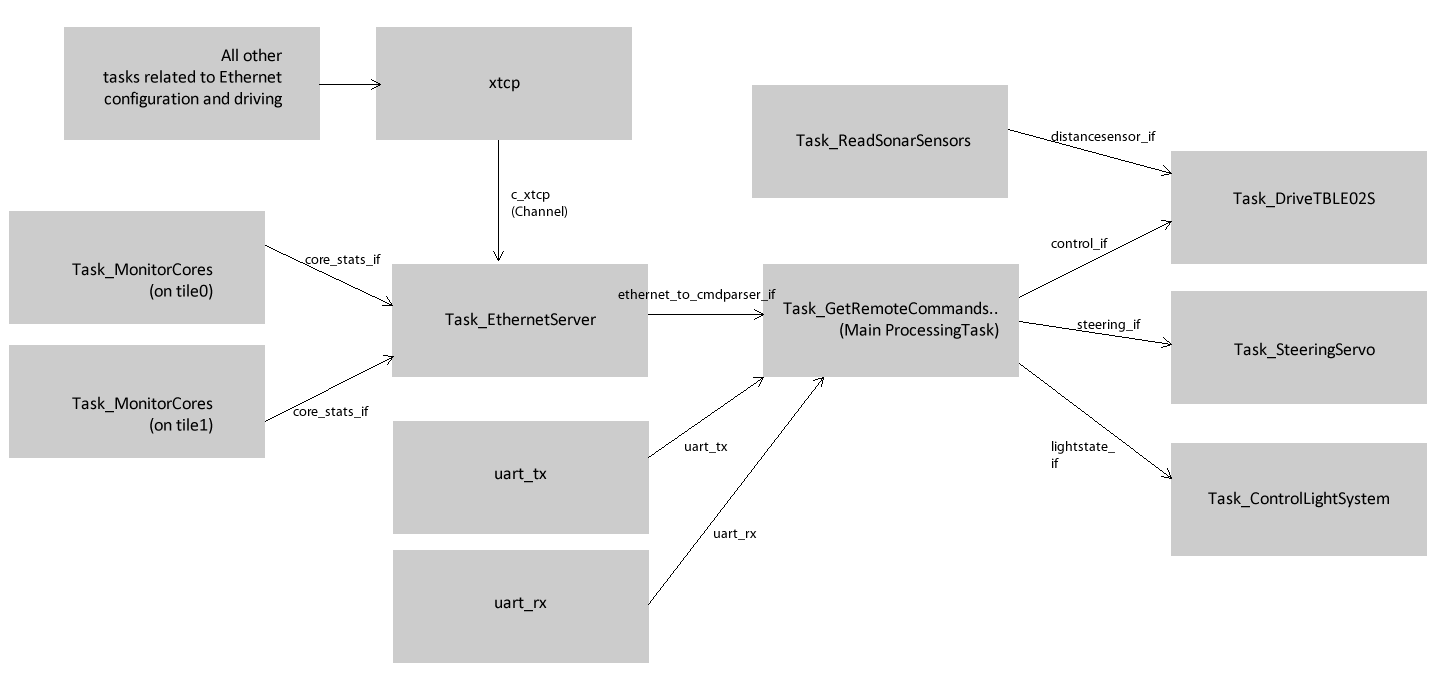 All other
tasks related to Ethernet
configuration and driving
xtcp
Task_ReadSonarSensors
distancesensor_if
Task_DriveTBLE02S
c_xtcp
(Channel)
control_if
Task_MonitorCores
(on tile0)
core_stats_if
Task_EthernetServer
ethernet_to_cmdparser_if
Task_GetRemoteCommands..
(Main ProcessingTask)
steering_if
Task_SteeringServo
Task_MonitorCores
(on tile1)
core_stats_if
uart_tx
uart_tx
lightstate_
if
Task_ControlLightSystem
uart_rx
uart_rx